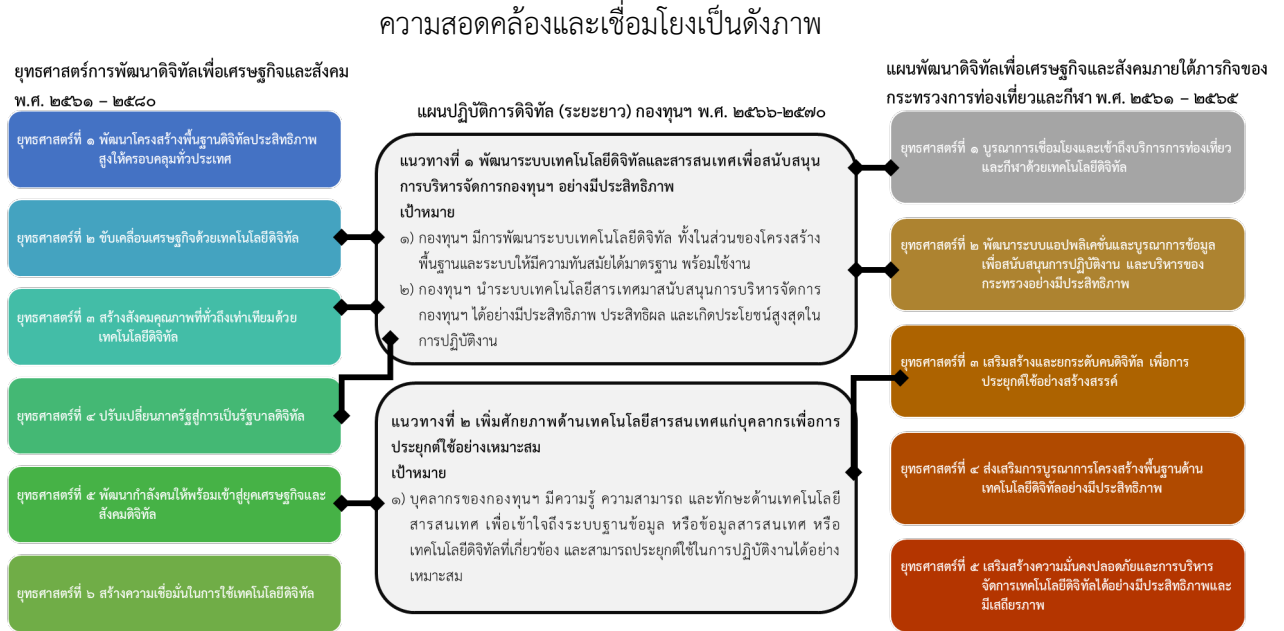 ความสอดคล้องและเชื่อมโยงเป็นดังภาพ
ยุทธศาสตร์การพัฒนาดิจิทัลเพื่อเศรษฐกิจและสังคม
พ.ศ. ๒๕๖๑ – ๒๕๘๐
ยุทธศาสตร์ที่ ๑ พัฒนาโครงสร้างพื้นฐานดิจิทัลประสิทธิภาพ
สูงให้ครอบคลุมทั่วประเทศ
ยุทธศาสตร์ที่ ๒ ขับเคลื่อนเศรษฐกิจด้วยเทคโนโลยีดิจิทัล
ยุทธศาสตร์ที่ ๓ สร้างสังคมคุณภาพที่ทั่วถึงเท่าเทียมด้วย
เทคโนโลยีดิจิทัล
ยุทธศาสตร์ที่ ๔ ปรับเปลี่ยนภาครัฐสู่การเป็นรัฐบาลดิจิทัล
ยุทธศาสตร์ที่ ๕ พัฒนากำลังคนให้พร้อมเข้าสู่ยุคเศรษฐกิจและ
สังคมดิจิทัล
ยุทธศาสตร์ที่ ๖ สร้างความเชื่อมั่นในการใช้เทคโนโลยีดิจิทัล
แผนปฏิบัติการดิจิทัล (ระยะยาว) กองทุนฯ พ.ศ. ๒๕๖๖-๒๕๗๐
แนวทางที่ ๑ พัฒนาระบบเทคโนโลยีดิจิทัลและสารสนเทศเพื่อสนับสนุน
การบริหารจัดการกองทุนฯ อย่างมีประสิทธิภาพ
เป้าหมาย
๑) กองทุนฯ มีการพัฒนาระบบเทคโนโลยีดิจิทัล ทั้งในส่วนของโครงสร้าง
พื้นฐานและระบบให้มีความทันสมัยได้มาตรฐาน พร้อมใช้งาน
๒) กองทุนฯ นำระบบเทคโนโลยีสารเทศมาสนับสนุนการบริหารจัดการ
กองทุนฯ ได้อย่างมีประสิทธิภาพ ประสิทธิผล และเกิดประโยชน์สูงสุดใน
การปฏิบัติงาน
แนวทางที่ ๒ เพิ่มศักยภาพด้านเทคโนโลยีสารสนเทศแก่บุคลากรเพื่อการ
ประยุกต์ใช้อย่างเหมาะสม
เป้าหมาย
๑) บุคลากรของกองทุนฯ มีความรู้ ความสามารถ และทักษะด้านเทคโนโลยี
สารสนเทศ เพื่อเข้าใจถึงระบบฐานข้อมูล หรือข้อมูลสารสนเทศ หรือ
เทคโนโลยีดิจิทัลที่เกี่ยวข้อง และสามารถประยุกต์ใช้ในการปฏิบัติงานได้อย่าง
เหมาะสม
แผนพัฒนาดิจิทัลเพื่อเศรษฐกิจและสังคมภายใต้ภารกิจของ
กระทรวงการท่องเที่ยวและกีฬา พ.ศ. ๒๕๖๑ – ๒๕๖๕
ยุทธศาสตร์ที่ ๑ บูรณาการเชื่อมโยงและเข้าถึงบริการการท่องเที่ยว
และกีฬาด้วยเทคโนโลยีดิจิทัล
ยุทธศาสตร์ที่ ๒ พัฒนาระบบแอปพลิเคชั่นและบูรณาการข้อมูล
เพื่อสนับสนุนการปฏิบัติงาน และบริหารของ
กระทรวงอย่างมีประสิทธิภาพ
ยุทธศาสตร์ที่ ๓ เสริมสร้างและยกระดับคนดิจิทัล เพื่อการ
ประยุกต์ใช้อย่างสร้างสรรค์
ยุทธศาสตร์ที่ ๔ ส่งเสริมการบูรณาการโครงสร้างพื้นฐานด้าน
เทคโนโลยีดิจิทัลอย่างมีประสิทธิภาพ
ยุทธศาสตร์ที่ ๕ เสริมสร้างความมั่นคงปลอดภัยและการบริหาร
จัดการเทคโนโลยีดิจิทัลได้อย่างมีประสิทธิภาพและ
มีเสถียรภาพ